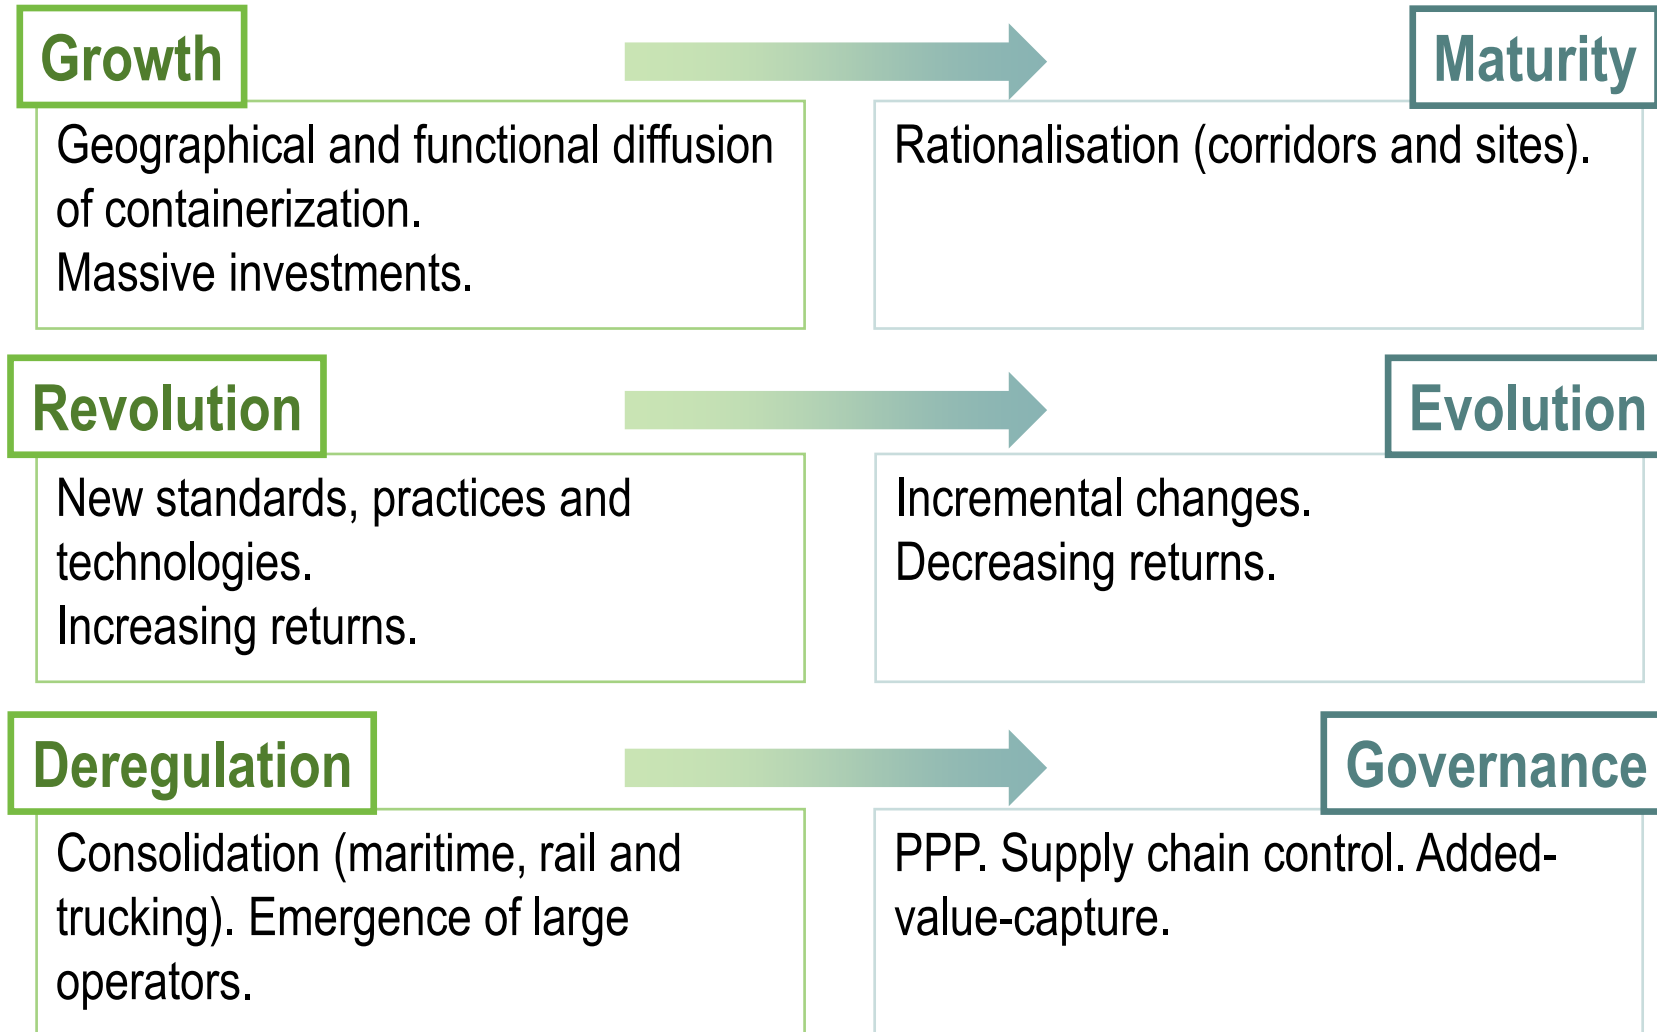 Growth
Maturity
Geographical and functional diffusion
of containerization.
Massive investments.
Rationalisation (corridors and sites).
Revolution
Evolution
New standards, practices and
technologies.
Increasing returns.
Incremental changes.
Decreasing returns.
Deregulation
Governance
Consolidation (maritime, rail and
trucking). Emergence of large
operators.
PPP. Supply chain control. Added-
value-capture.